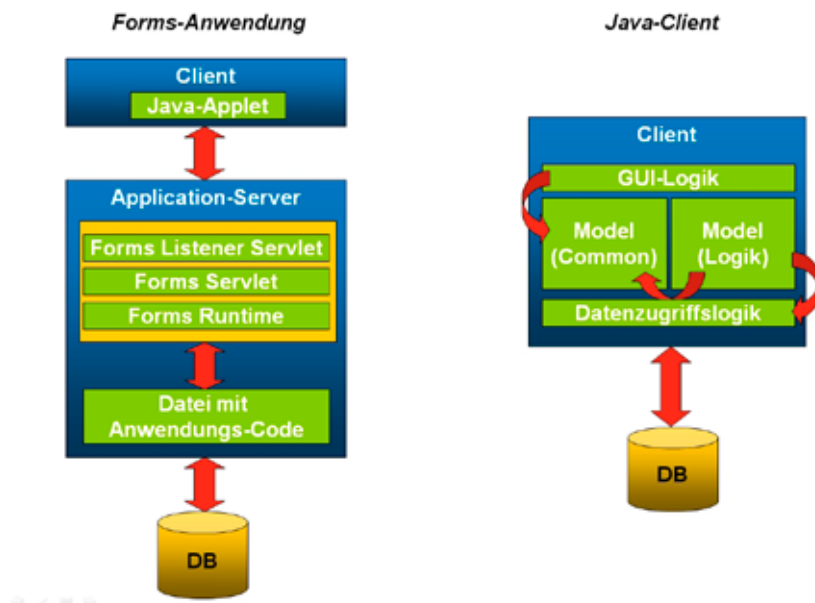 Forms-Anwendung
Client
Java-Applet
Application-Server
Forms Listener Servlet
Forms Servlet
Forms Runtime
Datei mit
Anwendungs-Code
DB
Java-Client
Client
GUI-Logik
Model
(Common)
Model
(Logik)
Datenzugriffslogik
DB